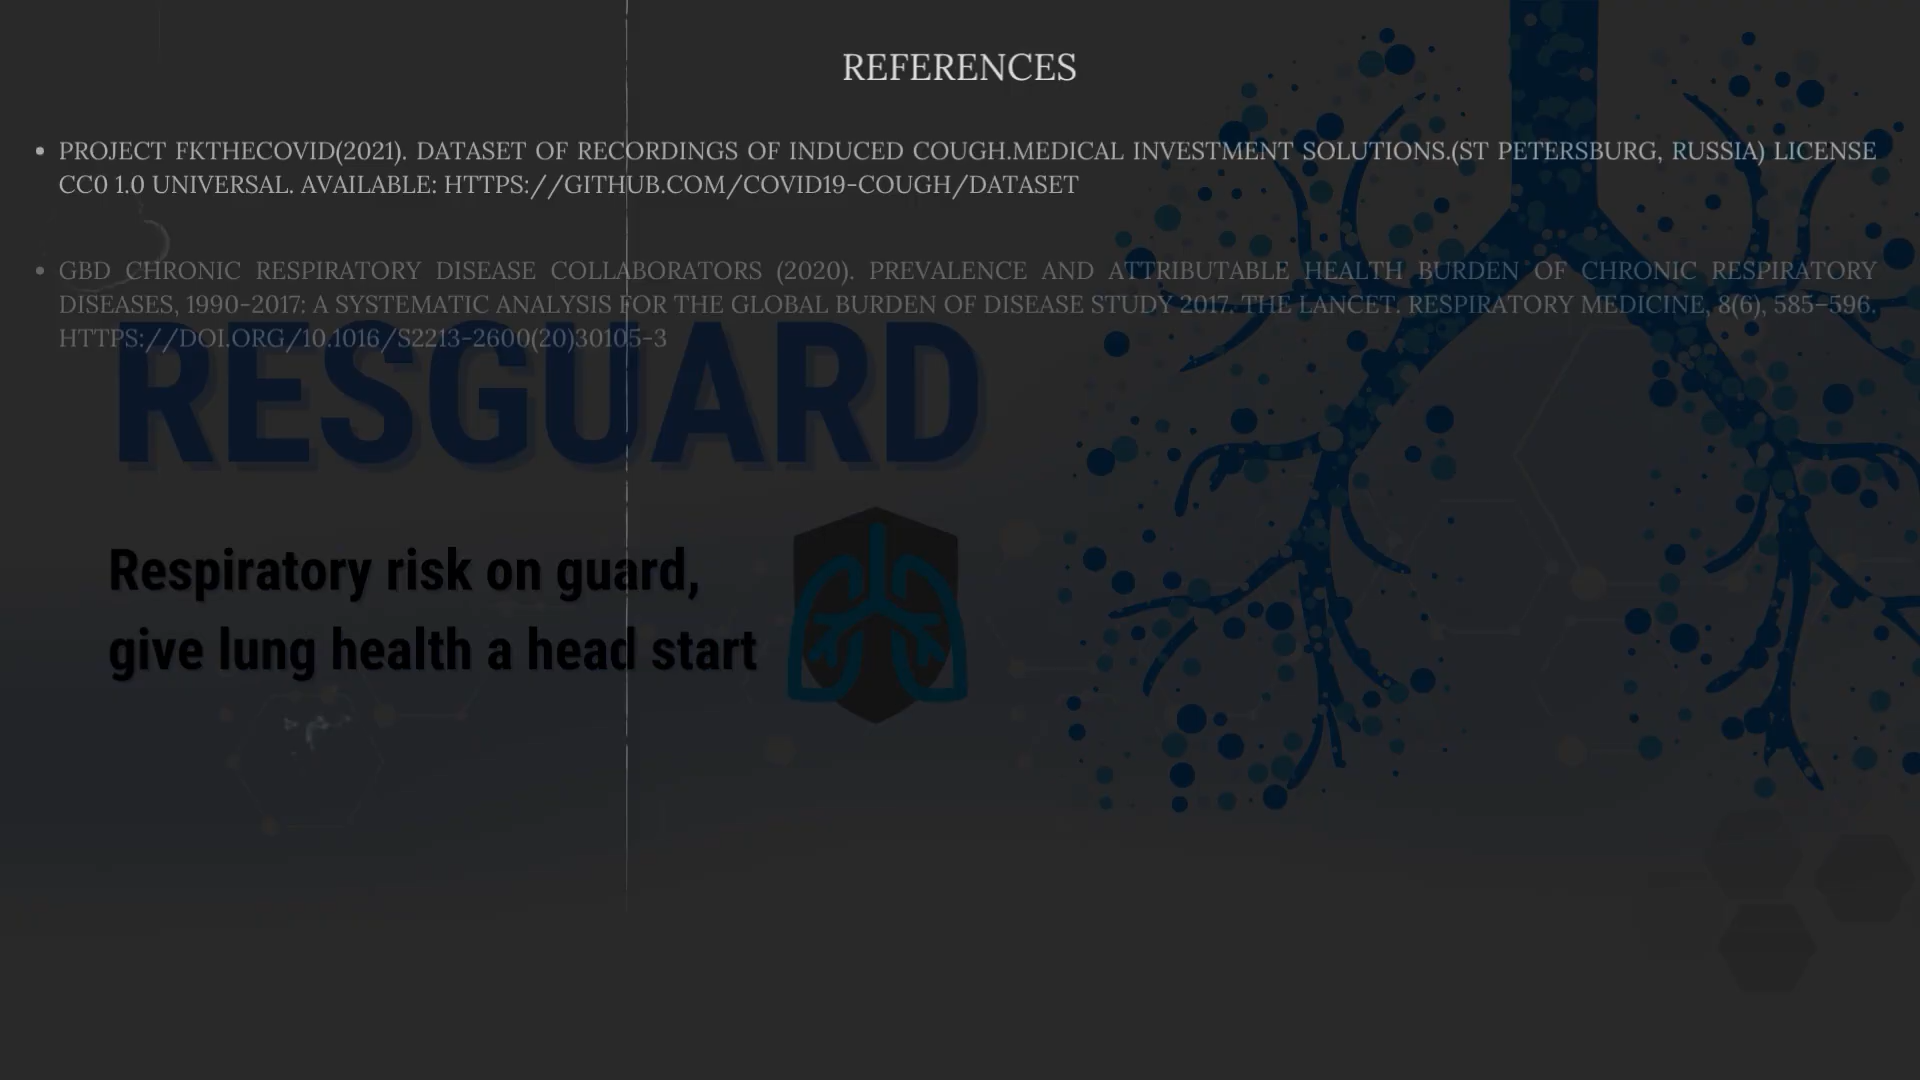 REFERENCES
• PROJECT FKTHECOVID(2021). DATASET OF RECORDINGS OF INDUCED COUGH.MEDICAL INVESTMENT SOLUTIONS.(ST PETERSBURG, RUSSIA) LICENSE
CC0 1.0 UNIVERSAL. AVAILABLE: HTTPS://GITHUB.COM/COVID19-COUGH/DATASET
• GBD CHRONIC RESPIRATORY DISEASE COLLABORATORS (2020). PREVALENCE AND ATTRIBUTABLE HEALTH BURDEN OF CHRONIC RESPIRATORY
DISEASES, 1990-2017: A SYSTEMATIC ANALYSIS FOR THE GLOBAL BURDEN OF DISEASE STUDY 2017. THE LANCET. RESPIRATORY MEDICINE, 8(6), 585–596.
HTTPS://DOI.ORG/10.1016/S2213-2600(20)30105-3
RESGUARD
Respiratory risk on guard,
give lung health a head start